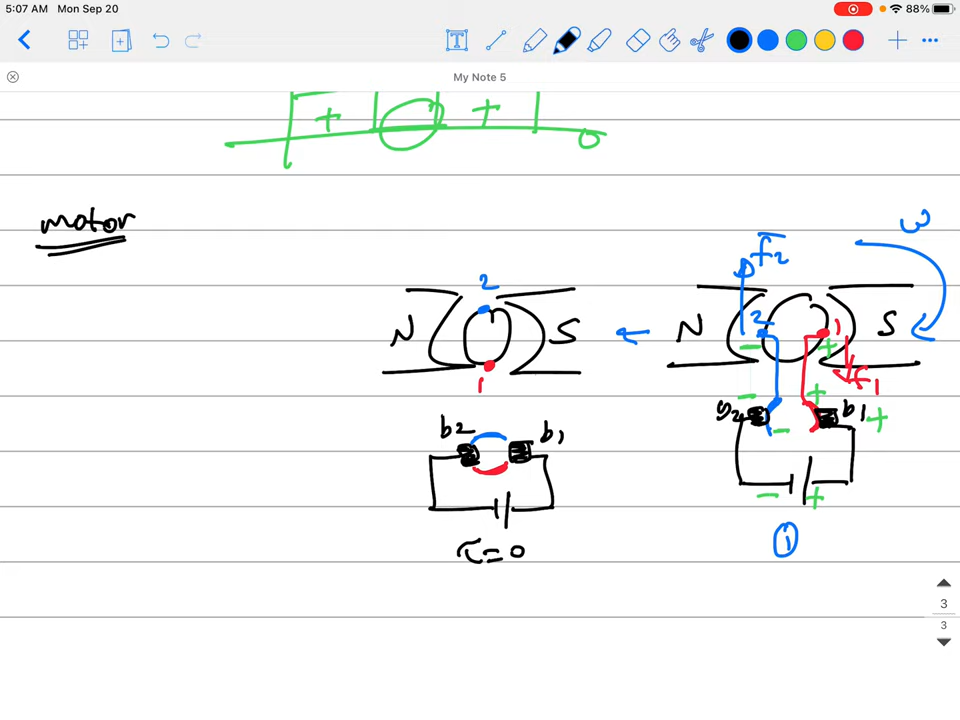 5:07 AM Mon Sep 20
88%
My Note 5
+ +
0
motor
ω
f2
2
N S
N 2 1 S
- +
1
f1
- +
b2 b1
b1 +
-
- +
τ=0
1
3
3